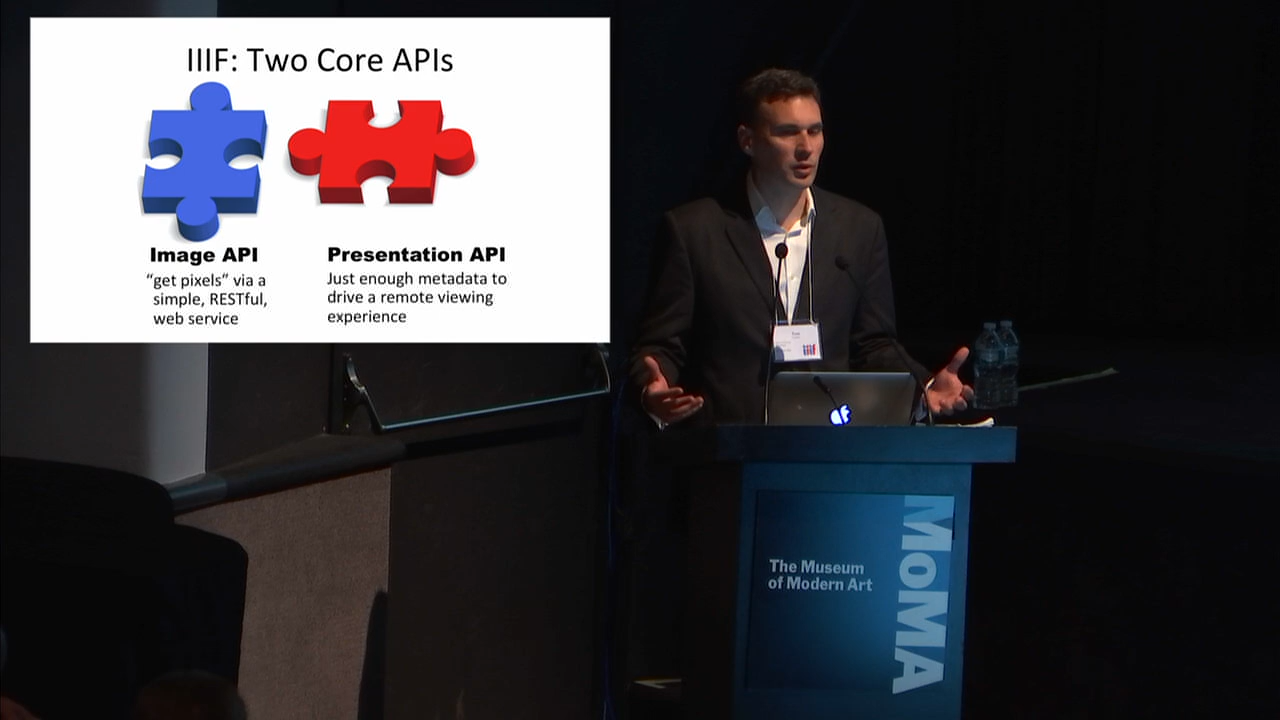 IIIF: Two Core APIs
Image API
“get pixels” via a
simple, RESTful,
web service
Presentation API
Just enough metadata to
drive a remote viewing
experience
iiif
The Museum
of Modern Art
MoMA